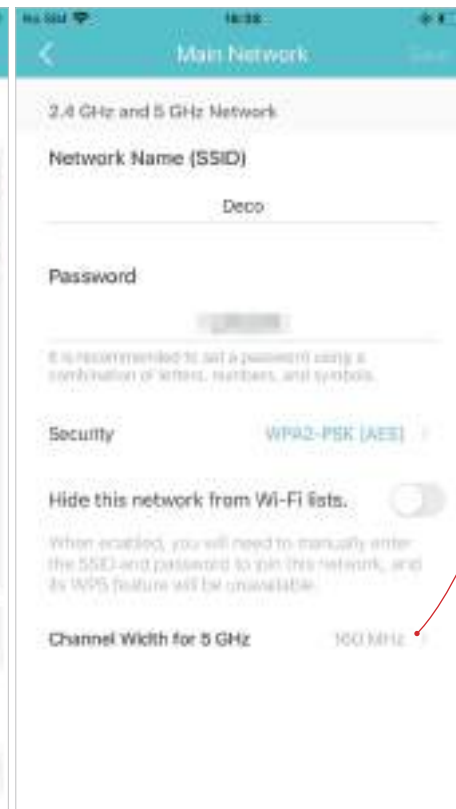 No SIM
Main Network
Save
2.4 GHz and 5 GHz Network
Network Name (SSID)
Deco
Password
It is recommended to set a password using a
combination of letters, numbers, and symbols.
Security WPA2-PSK [AES]
Hide this network from Wi-Fi lists.
When enabled, you will need to manually enter
the SSID and password to join this network, and
its WPS feature will be unavailable.
Channel Width for 5 GHz 160 MHz